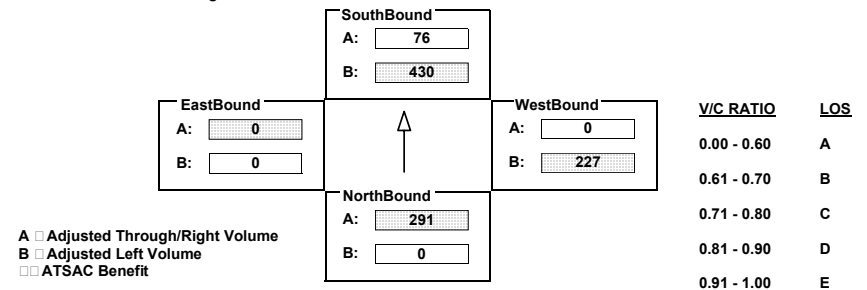 SouthBound
A: 76
B: 430
EastBound
A: 0
B: 0
WestBound
A: 0
B: 227
NorthBound
A: 291
B: 0
A □ Adjusted Through/Right Volume
B □ Adjusted Left Volume
□□ ATSAC Benefit
V/C RATIO LOS
0.00 - 0.60 A
0.61 - 0.70 B
0.71 - 0.80 C
0.81 - 0.90 D
0.91 - 1.00 E